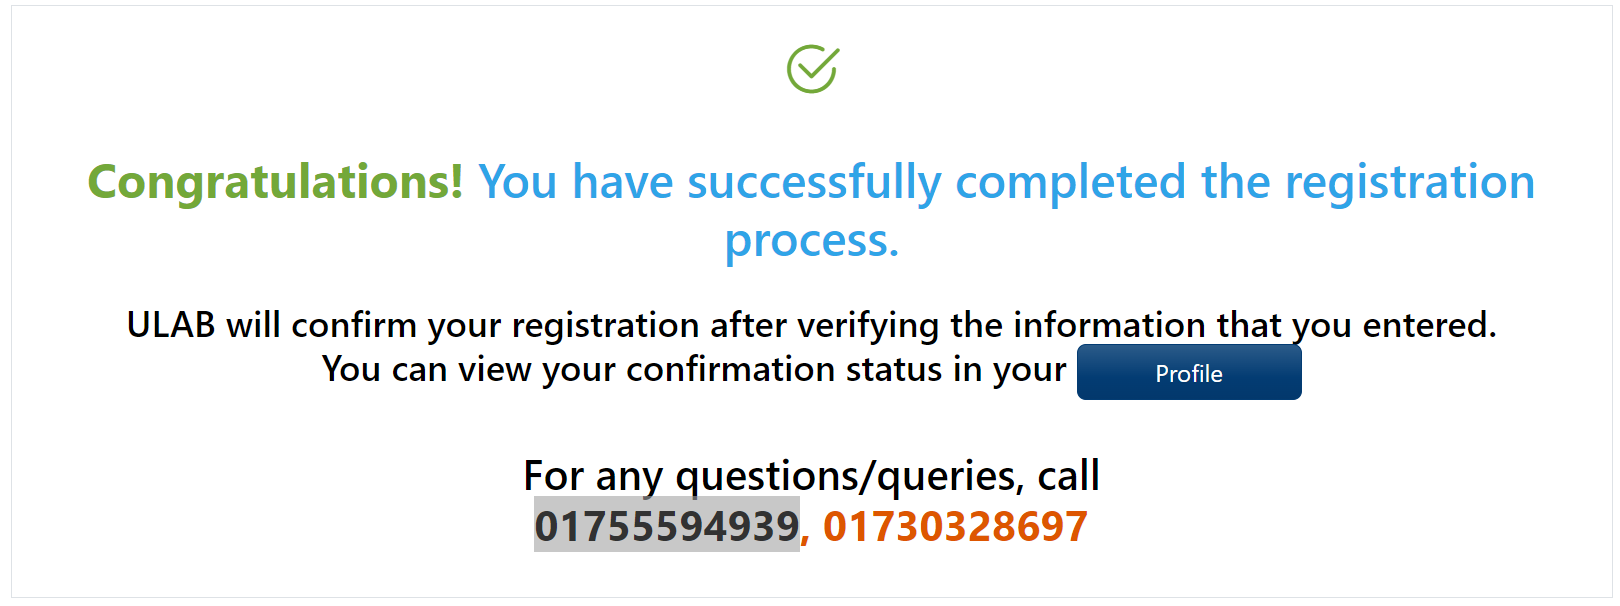 Congratulations! You have successfully completed the registration
process.
ULAB will confirm your registration after verifying the information that you entered.
You can view your confirmation status in your Profile
For any questions/queries, call
01755594939, 01730328697